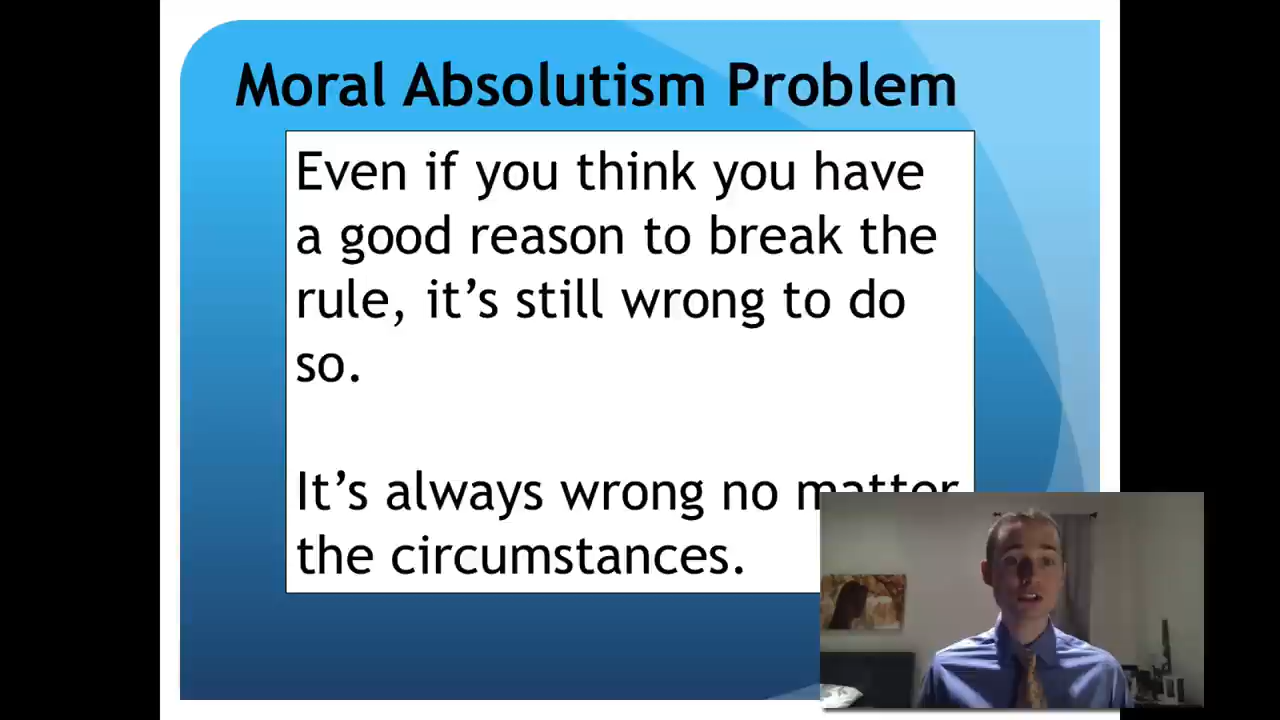 Moral Absolutism Problem
Even if you think you have
a good reason to break the
rule, it’s still wrong to do
so.
It’s always wrong no matter
the circumstances.